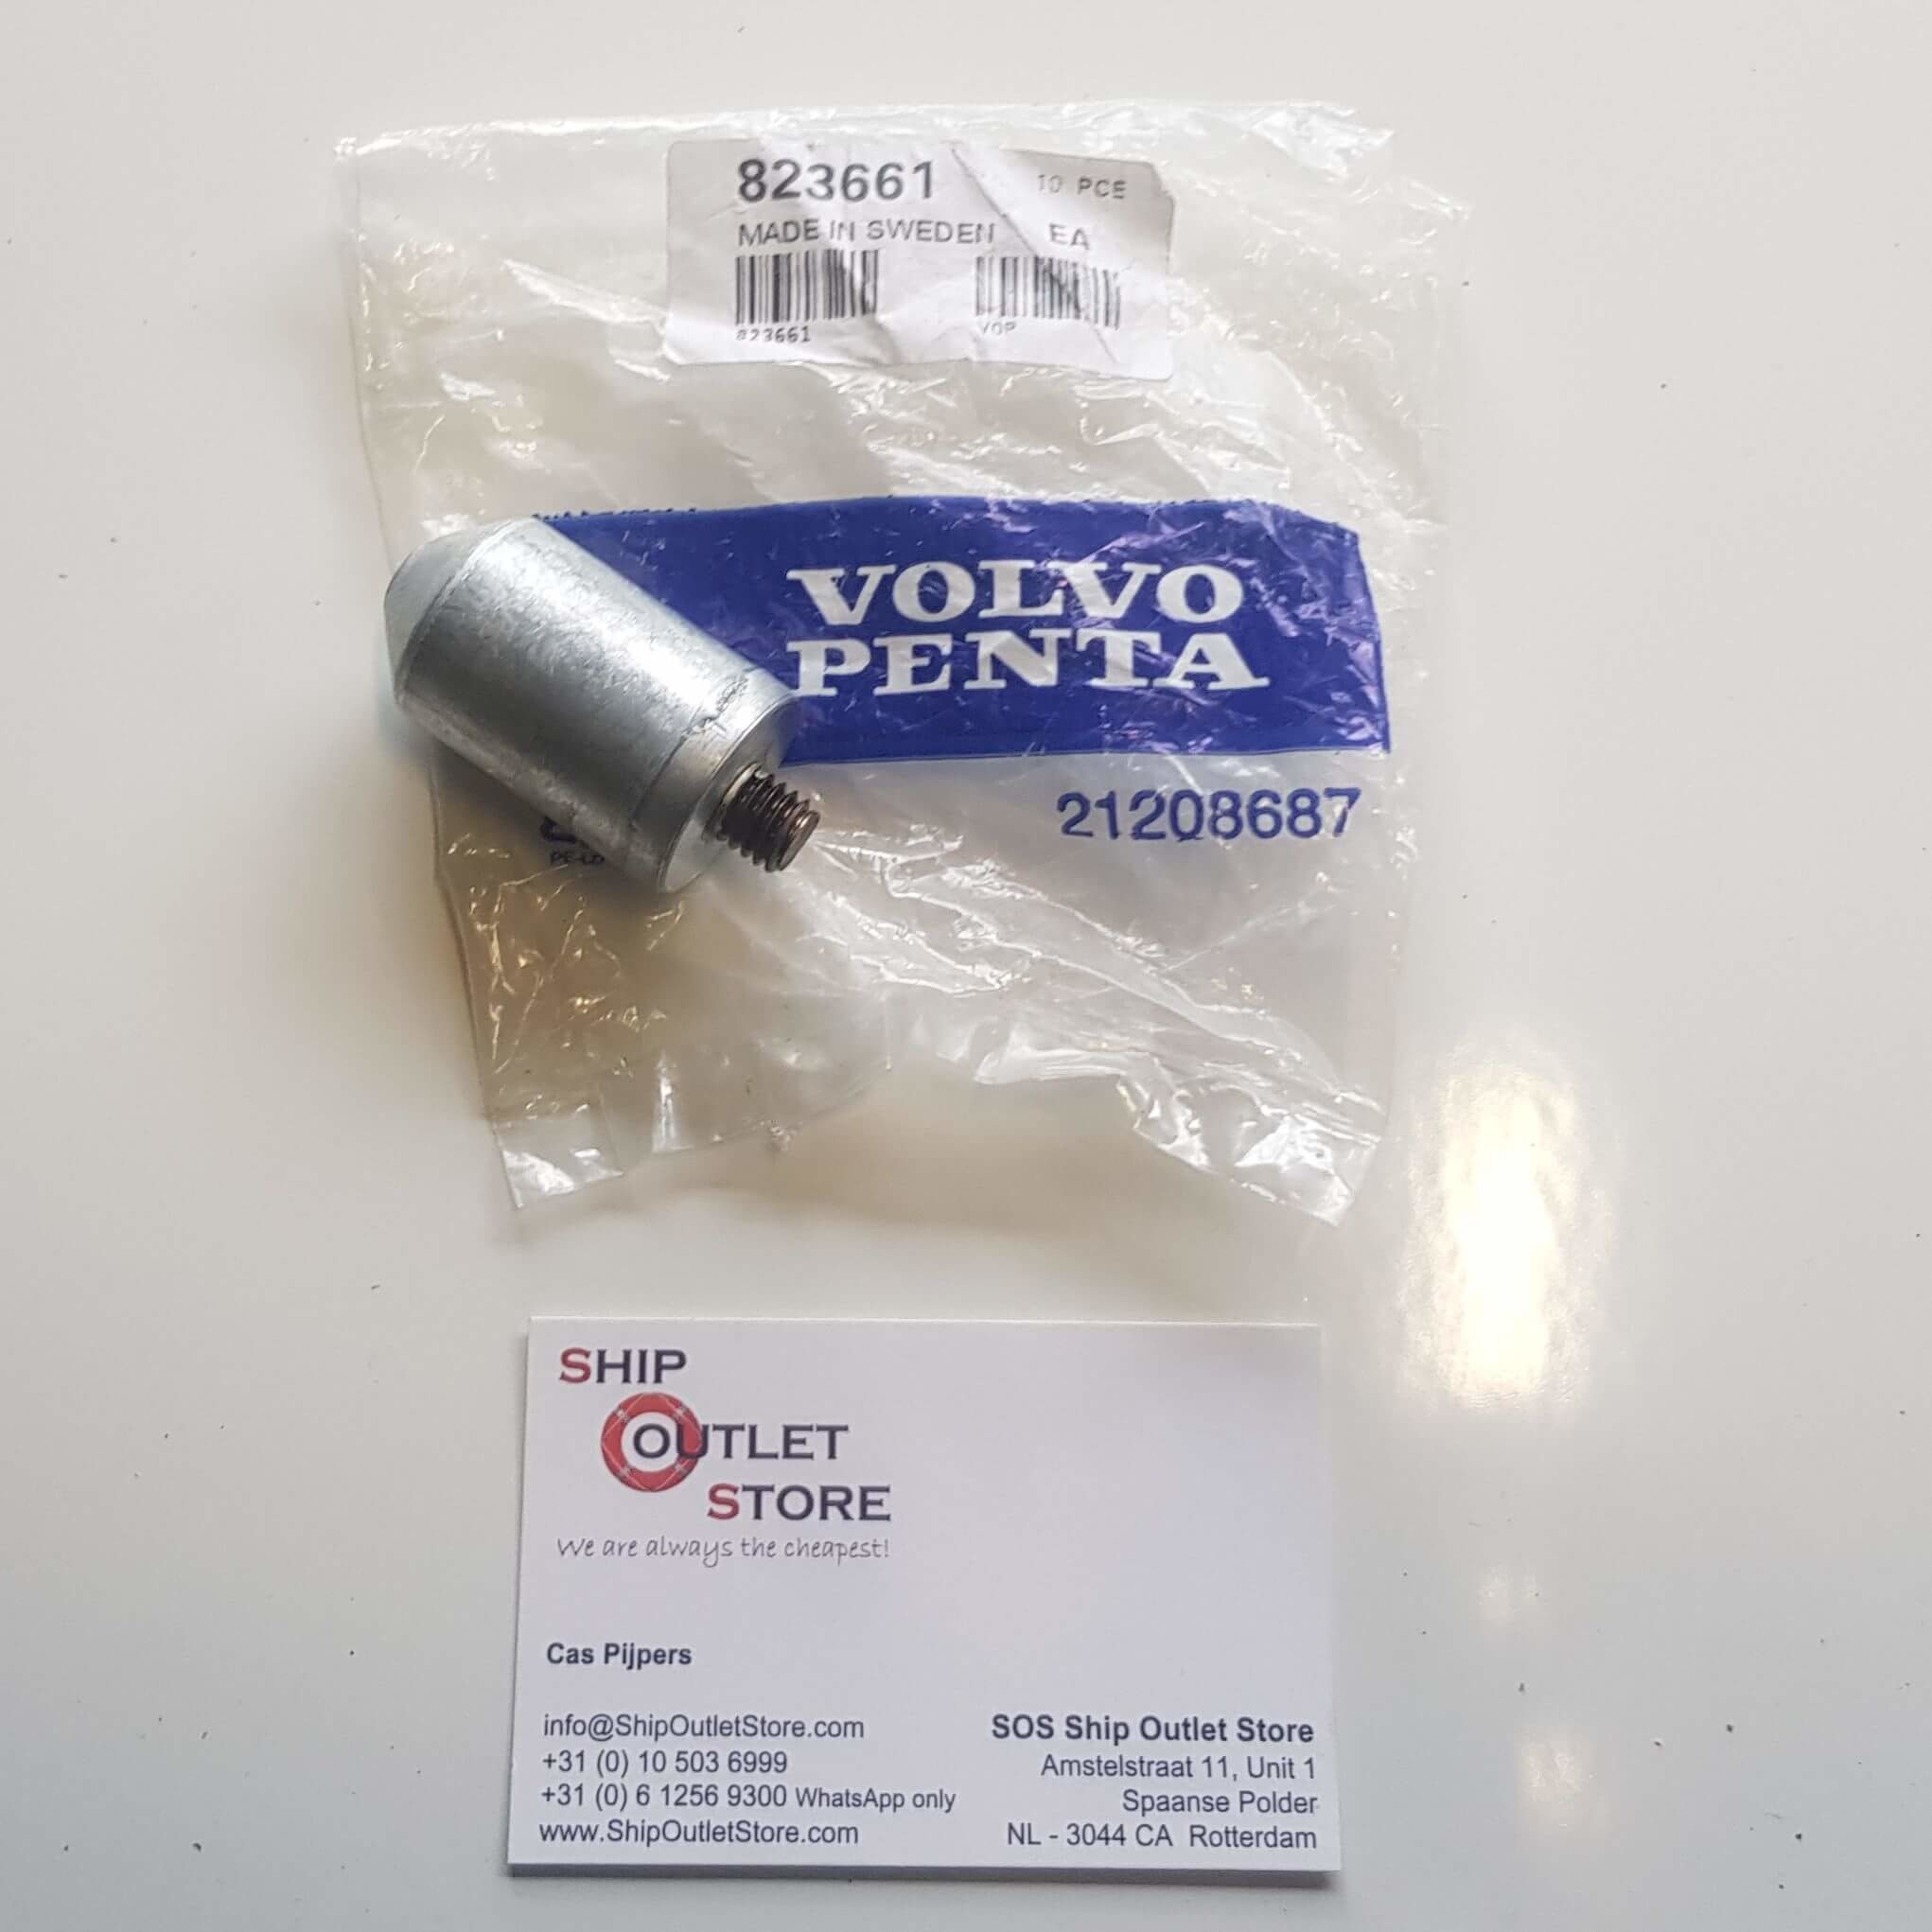 823661 10 PCE
MADE IN SWEDEN EA
823661 VOP
VOLVO
PENTA
21208687
SHIP
OUTLET
STORE
We are always the cheapest!
Cas Pijpers
info@ShipOutletStore.com
+31 (0) 10 503 6999
+31 (0) 6 1256 9300 WhatsApp only
www.ShipOutletStore.com
SOS Ship Outlet Store
Amstelstraat 11, Unit 1
Spaanse Polder
NL - 3044 CA Rotterdam